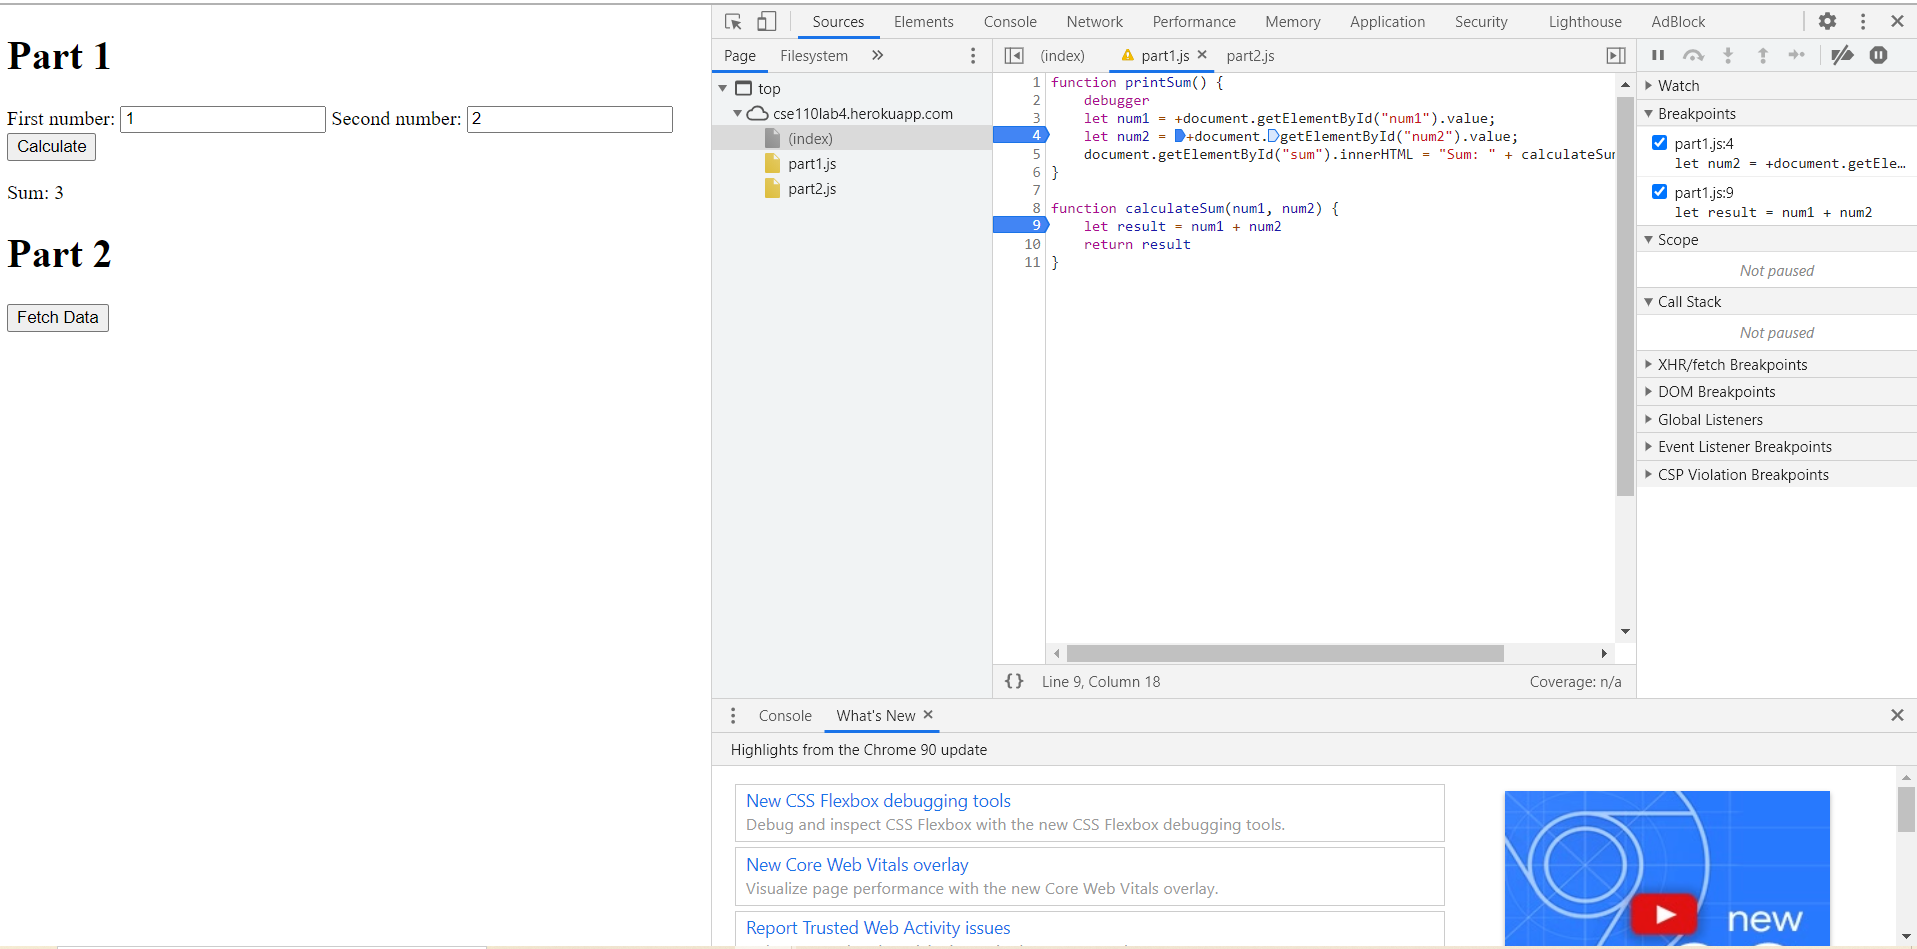 Part 1
First number: 1 Second number: 2
Calculate
Sum: 3
Part 2
Fetch Data
Sources Elements Console Network Performance Memory Application Security Lighthouse AdBlock
Page Filesystem »
top
cse110lab4.herokuapp.com
(index)
part1.js
part2.js
(index) part1.js part2.js
1 function printSum() {
2 debugger
3 let num1 = +document.getElementById("num1").value;
4 let num2 = +document.getElementById("num2").value;
5 document.getElementById("sum").innerHTML = "Sum: " + calculateSum
6 }
7
8 function calculateSum(num1, num2) {
9 let result = num1 + num2
10 return result
11 }
{} Line 9, Column 18 Coverage: n/a
Watch
Breakpoints
part1.js:4
let num2 = +document.getEle…
part1.js:9
let result = num1 + num2
Scope
Not paused
Call Stack
Not paused
XHR/fetch Breakpoints
DOM Breakpoints
Global Listeners
Event Listener Breakpoints
CSP Violation Breakpoints
Console What's New
Highlights from the Chrome 90 update
New CSS Flexbox debugging tools
Debug and inspect CSS Flexbox with the new CSS Flexbox debugging tools.
New Core Web Vitals overlay
Visualize page performance with the new Core Web Vitals overlay.
Report Trusted Web Activity issues
new